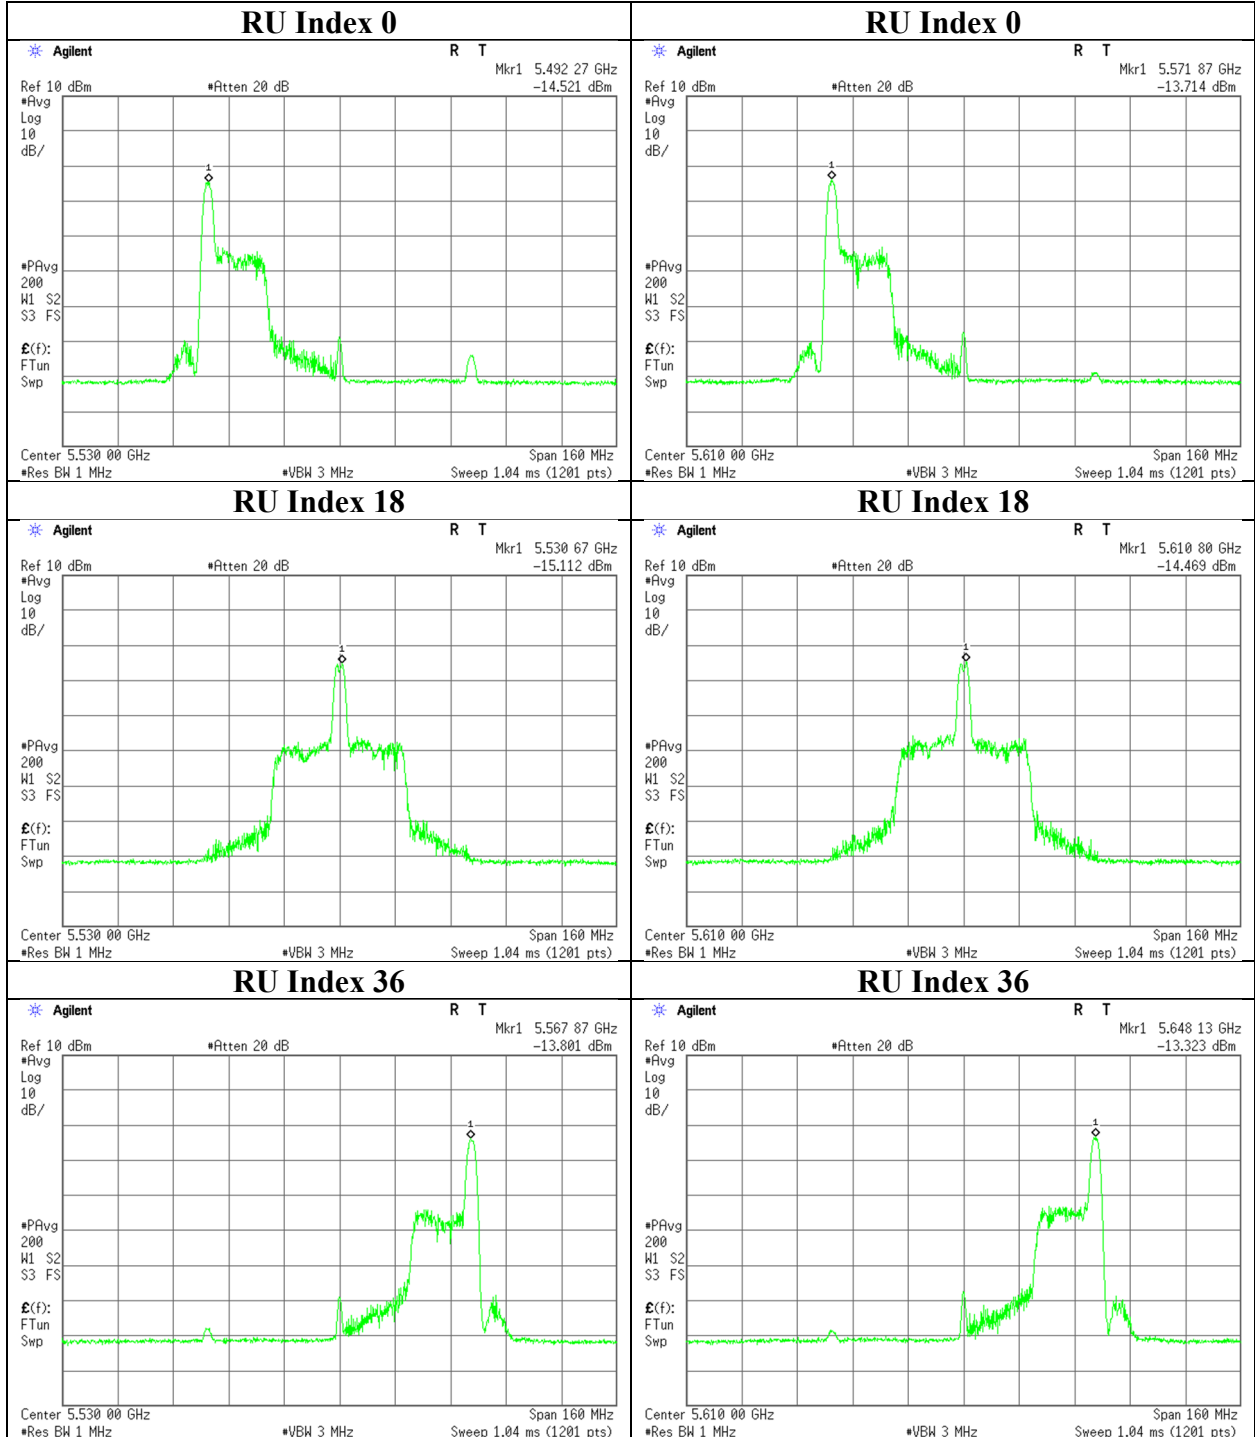 RU Index 0
RU Index 0
Agilent R T
Mkr1 5.492 27 GHz
Ref 10 dBm #Atten 20 dB -14.521 dBm
#Avg
Log
10
dB/
1
#PAvg
200
W1 S2
S3 FS
£(f):
FTun
Swp
Center 5.530 00 GHz Span 160 MHz
#Res BW 1 MHz #VBW 3 MHz Sweep 1.04 ms (1201 pts)
Agilent R T
Mkr1 5.571 87 GHz
Ref 10 dBm #Atten 20 dB -13.714 dBm
#Avg
Log
10
dB/
1
#PAvg
200
W1 S2
S3 FS
£(f):
FTun
Swp
Center 5.610 00 GHz Span 160 MHz
#Res BW 1 MHz #VBW 3 MHz Sweep 1.04 ms (1201 pts)
RU Index 18
RU Index 18
Agilent R T
Mkr1 5.530 67 GHz
Ref 10 dBm #Atten 20 dB -15.112 dBm
#Avg
Log
10
dB/
1
#PAvg
200
W1 S2
S3 FS
£(f):
FTun
Swp
Center 5.530 00 GHz Span 160 MHz
#Res BW 1 MHz #VBW 3 MHz Sweep 1.04 ms (1201 pts)
Agilent R T
Mkr1 5.610 80 GHz
Ref 10 dBm #Atten 20 dB -14.469 dBm
#Avg
Log
10
dB/
1
#PAvg
200
W1 S2
S3 FS
£(f):
FTun
Swp
Center 5.610 00 GHz Span 160 MHz
#Res BW 1 MHz #VBW 3 MHz Sweep 1.04 ms (1201 pts)
RU Index 36
RU Index 36
Agilent R T
Mkr1 5.567 87 GHz
Ref 10 dBm #Atten 20 dB -13.801 dBm
#Avg
Log
10
dB/
1
#PAvg
200
W1 S2
S3 FS
£(f):
FTun
Swp
Center 5.530 00 GHz Span 160 MHz
#Res BW 1 MHz #VBW 3 MHz Sweep 1.04 ms (1201 pts)
Agilent R T
Mkr1 5.648 13 GHz
Ref 10 dBm #Atten 20 dB -13.323 dBm
#Avg
Log
10
dB/
1
#PAvg
200
W1 S2
S3 FS
£(f):
FTun
Swp
Center 5.610 00 GHz Span 160 MHz
#Res BW 1 MHz #VBW 3 MHz Sweep 1.04 ms (1201 pts)